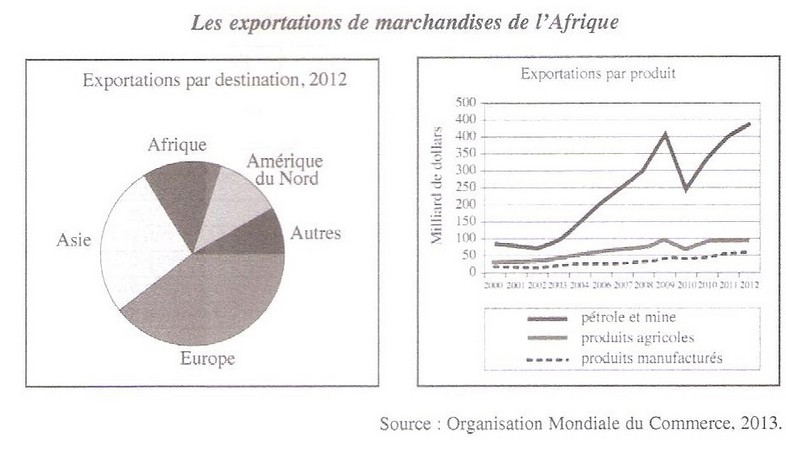 Les exportations de marchandises de l'Afrique
Exportations par destination, 2012
Afrique
Amérique
du Nord
Asie
Autres
Europe
Exportations par produit
Milliard de dollars
500
400
400
350
300
250
200
150
100
50
0
2000 2001 2002 2003 2004 2006 2007 2008 2009 2010 2010 2011 2012
pétrole et mine
produits agricoles
produits manufacturés
Source : Organisation Mondiale du Commerce, 2013.